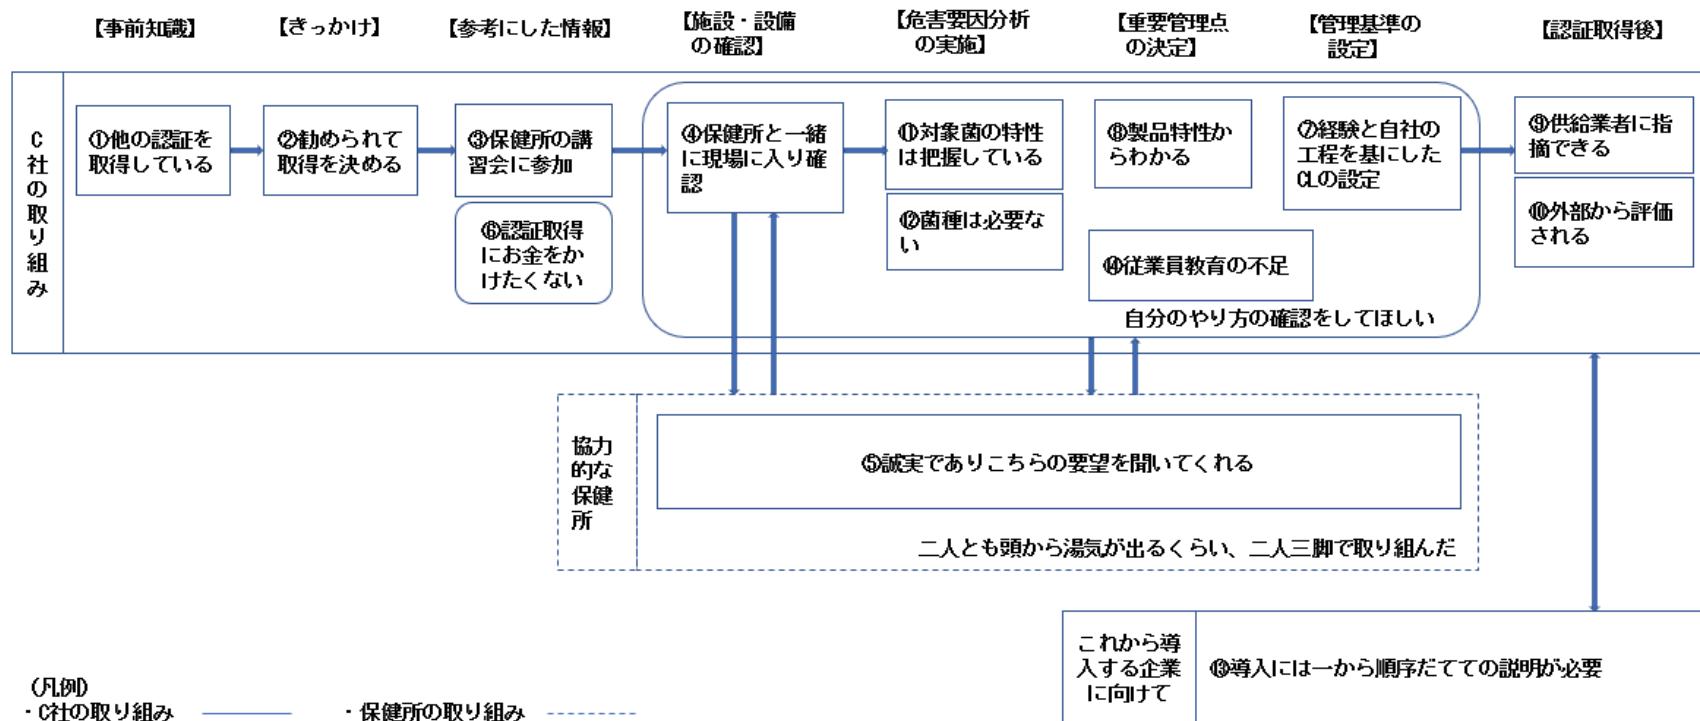 【事前知識】
【きっかけ】
【参考にした情報】
【施設・設備
の確認】
【危害要因分析
の実施】
【重要管理点
の決定】
【管理基準の
設定】
【認証取得後】
C
社
の
取
り
組
み
①他の認証を
取得している
②勧められて
取得を決める
③保健所の講
習会に参加
⑥認証取得
にお金をか
けたくない
④保健所と一緒
に現場に入り確
認
⑪対象菌の特性
は把握している
⑫菌種は必要な
い
⑧製品特性か
らわかる
⑭従業員教育の不足
⑦経験と自社の
工程を基にした
CLの設定
自分のやり方の確認をしてほしい
⑨供給業者に指
摘できる
⑩外部から評価
される
協力
的な
保健
所
⑤誠実でありこちらの要望を聞いてくれる
二人とも頭から湯気が出るくらい、二人三脚で取り組んだ
これから導
入する企業
に向けて
⑬導入には一から順序だてての説明が必要
(凡例)
・C社の取り組み
・保健所の取り組み